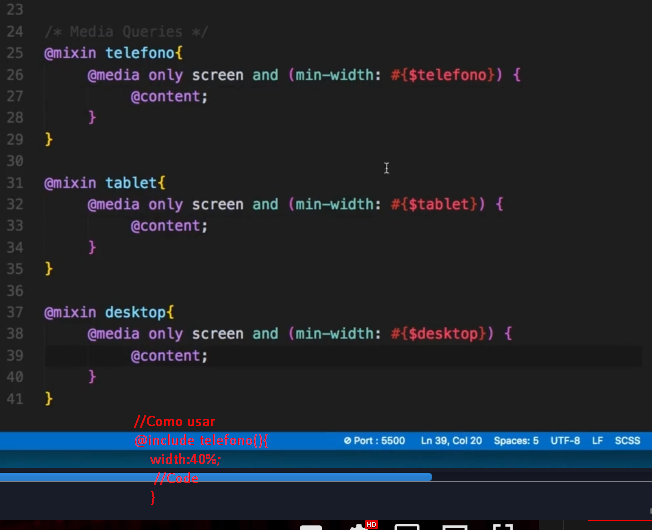 23
24 /* Media Queries */
25 @mixin telefono{
26 @media only screen and (min-width: #{$telefono}) {
27 @content;
28 }
29 }
30
31 @mixin tablet{
32 @media only screen and (min-width: #{$tablet}) {
33 @content;
34 }
35 }
36
37 @mixin desktop{
38 @media only screen and (min-width: #{$desktop}) {
39 @content;
40 }
41 }
//Como usar
@include telefono(){
width:40%;
//Code
}
Port : 5500 Ln 39, Col 20 Spaces: 5 UTF-8 LF SCSS
HD